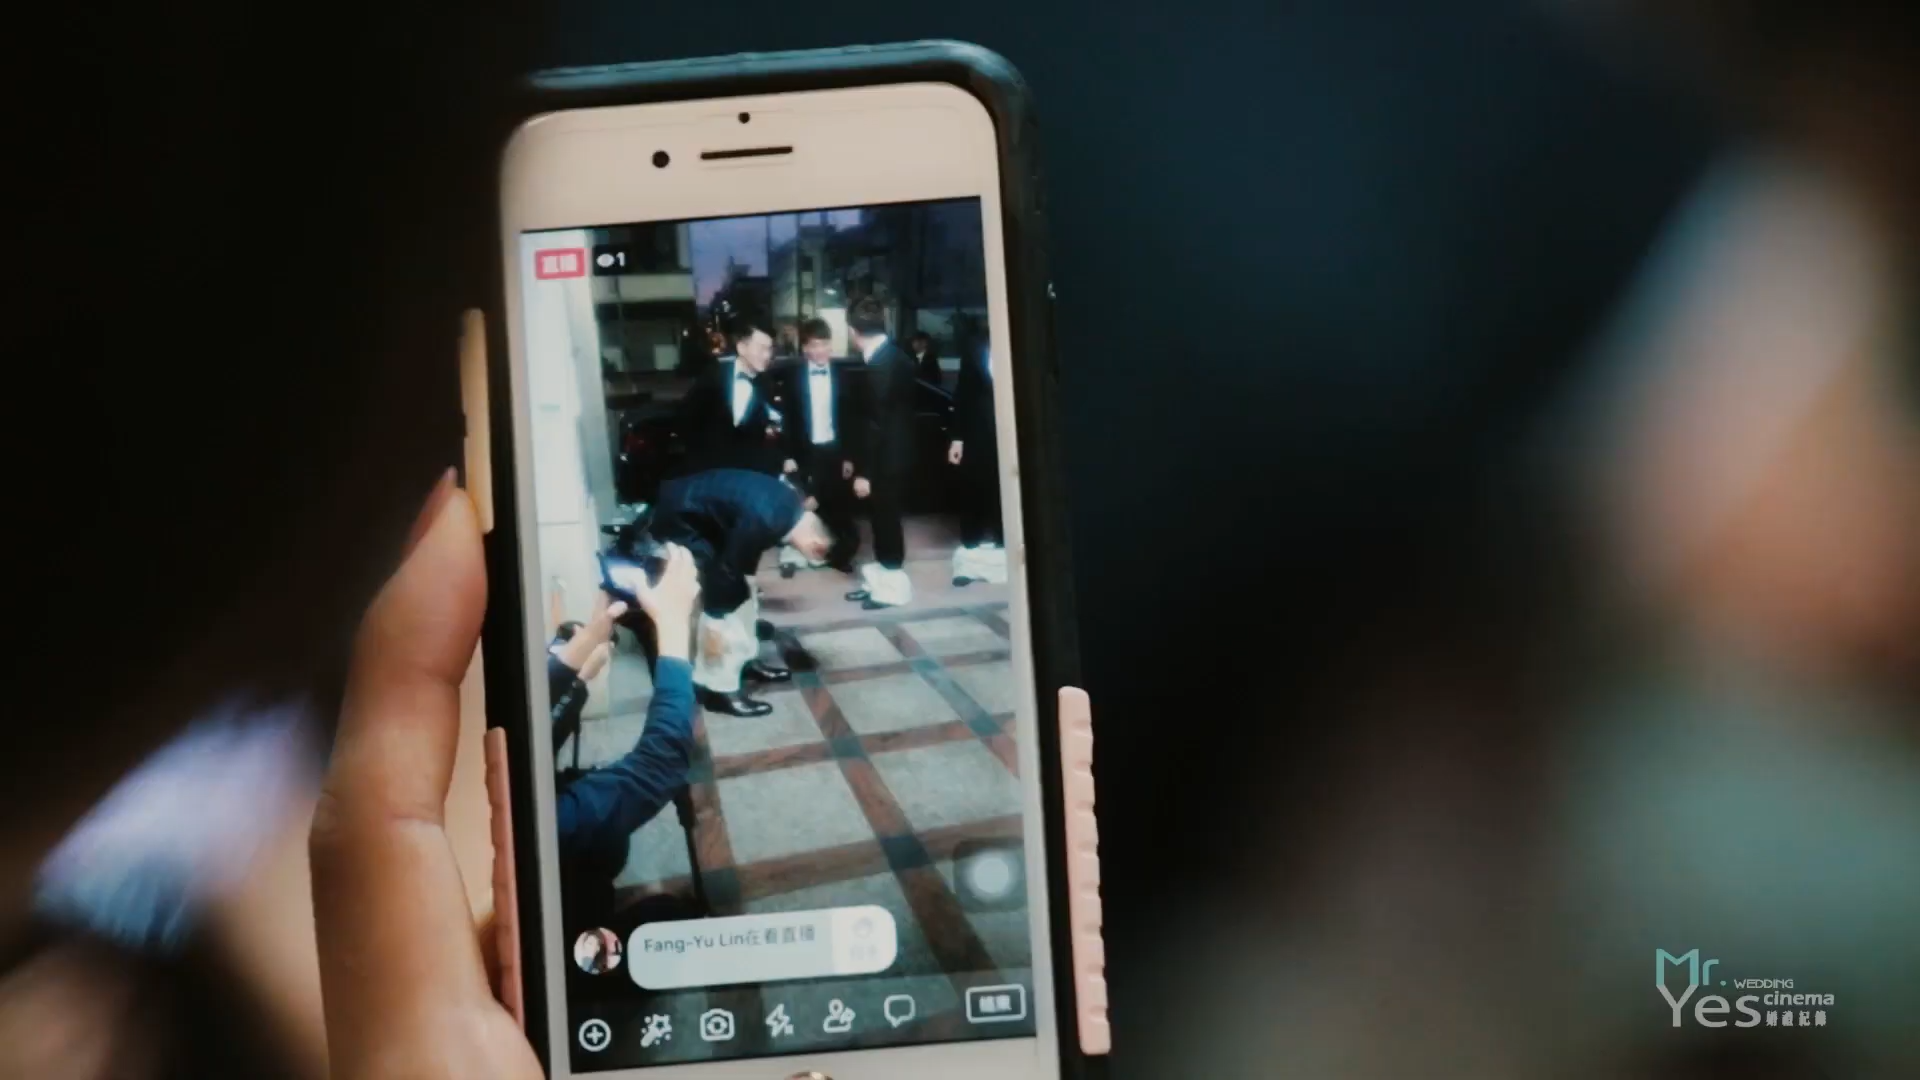 直播 1
Fang-Yu Lin在看直播
結束
Mr.
Yes WEDDING
cinema
婚禮紀錄